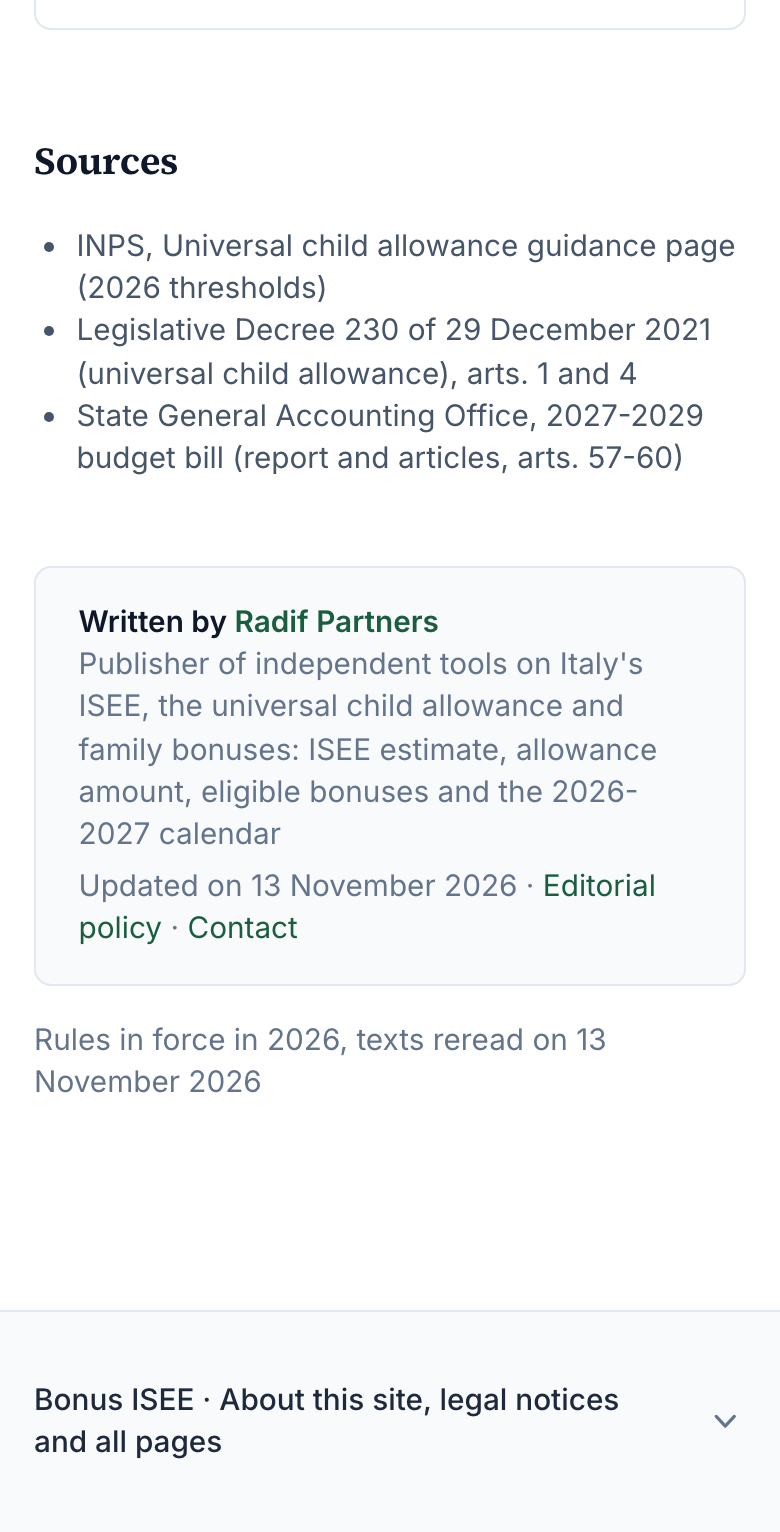 Sources
• INPS, Universal child allowance guidance page
(2026 thresholds)
• Legislative Decree 230 of 29 December 2021
(universal child allowance), arts. 1 and 4
• State General Accounting Office, 2027-2029
budget bill (report and articles, arts. 57-60)
Written by Radif Partners
Publisher of independent tools on Italy's
ISEE, the universal child allowance and
family bonuses: ISEE estimate, allowance
amount, eligible bonuses and the 2026-
2027 calendar
Updated on 13 November 2026 · Editorial
policy · Contact
Rules in force in 2026, texts reread on 13
November 2026
Bonus ISEE · About this site, legal notices
and all pages